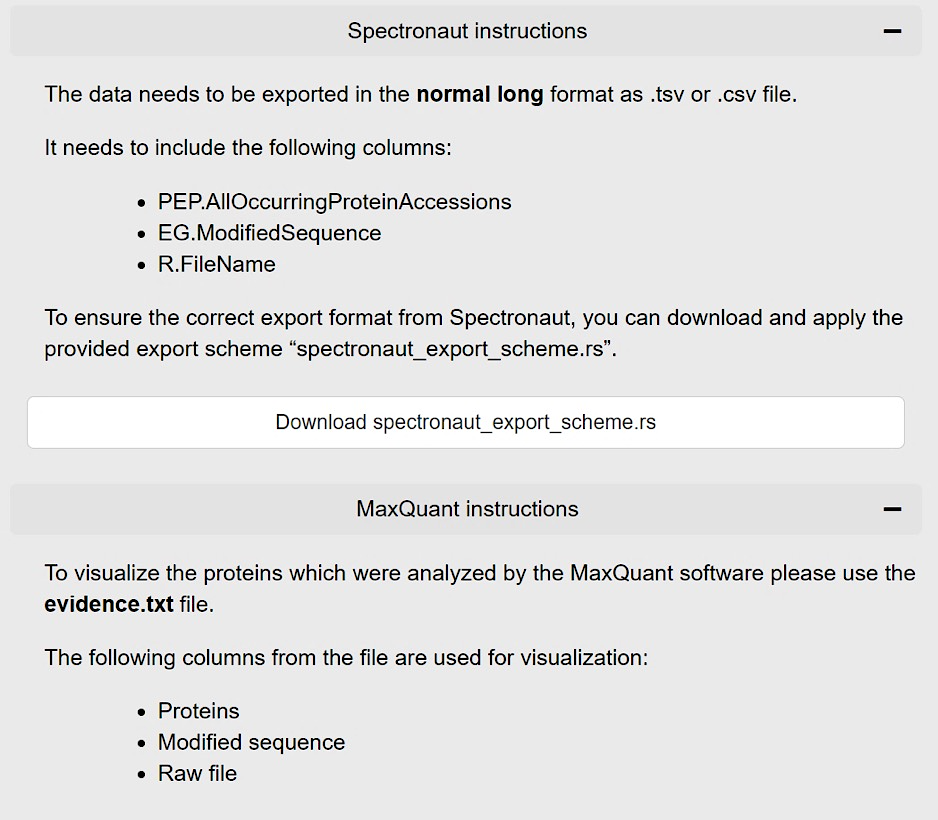 Spectronaut instructions
The data needs to be exported in the normal long format as .tsv or .csv file.
It needs to include the following columns:
• PEP.AllOccurringProteinAccessions
• EG.ModifiedSequence
• R.FileName
To ensure the correct export format from Spectronaut, you can download and apply the
provided export scheme “spectronaut_export_scheme.rs”.
Download spectronaut_export_scheme.rs
MaxQuant instructions
To visualize the proteins which were analyzed by the MaxQuant software please use the
evidence.txt file.
The following columns from the file are used for visualization:
• Proteins
• Modified sequence
• Raw file